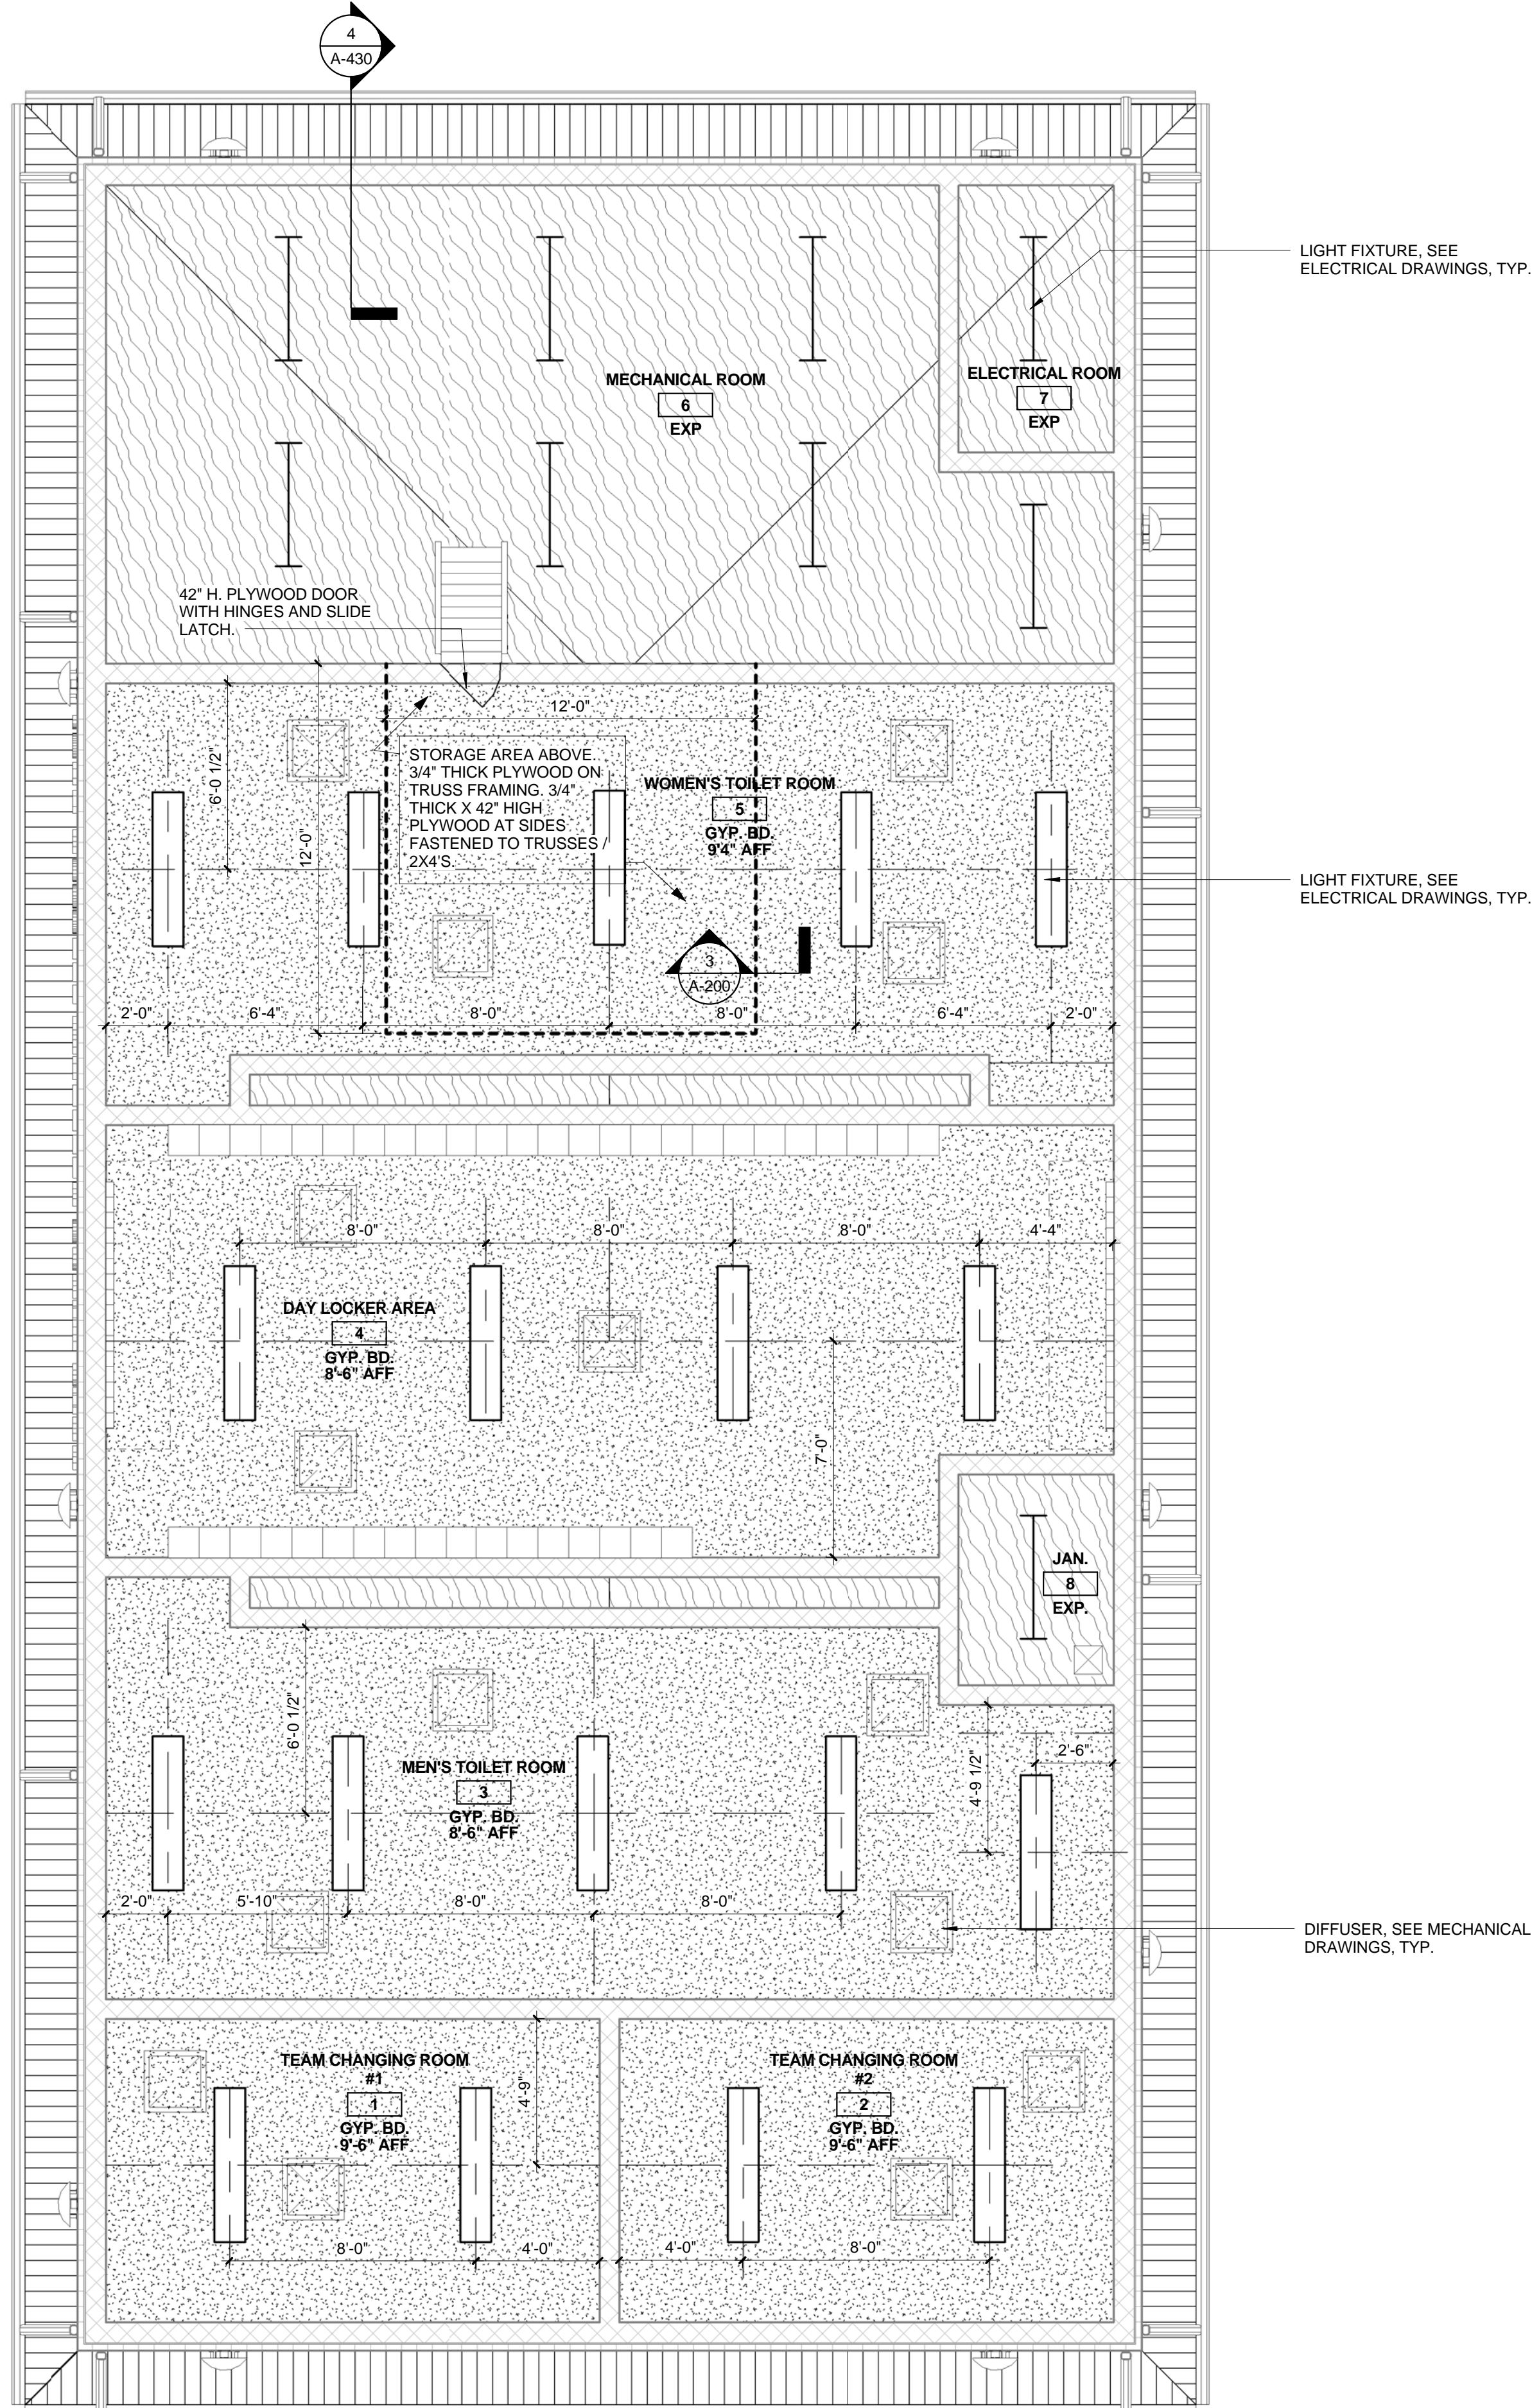 4
A-430
LIGHT FIXTURE, SEE
ELECTRICAL DRAWINGS, TYP.
MECHANICAL ROOM
6
EXP
ELECTRICAL ROOM
7
EXP
42" H. PLYWOOD DOOR
WITH HINGES AND SLIDE
LATCH.
12'-0"
6'-0 1/2"
12'-0"
STORAGE AREA ABOVE.
3/4" THICK PLYWOOD ON
TRUSS FRAMING. 3/4"
THICK X 42" HIGH
PLYWOOD AT SIDES
FASTENED TO TRUSSES /
2X4'S.
WOMEN'S TOILET ROOM
5
GYP. BD.
9'4" AFF
LIGHT FIXTURE, SEE
ELECTRICAL DRAWINGS, TYP.
3
A-200
2'-0"
6'-4"
8'-0"
8'-0"
6'-4"
2'-0"
8'-0"
8'-0"
8'-0"
4'-4"
DAY LOCKER AREA
4
GYP. BD.
8'-6" AFF
7'-0"
JAN.
8
EXP.
6'-0 1/2"
MEN'S TOILET ROOM
3
GYP. BD.
8'-6" AFF
4'-9 1/2"
2'-6"
2'-0"
5'-10"
8'-0"
8'-0"
DIFFUSER, SEE MECHANICAL
DRAWINGS, TYP.
TEAM CHANGING ROOM
#1
1
GYP. BD.
9'-6" AFF
4'-9"
TEAM CHANGING ROOM
#2
2
GYP. BD.
9'-6" AFF
8'-0"
4'-0"
4'-0"
8'-0"